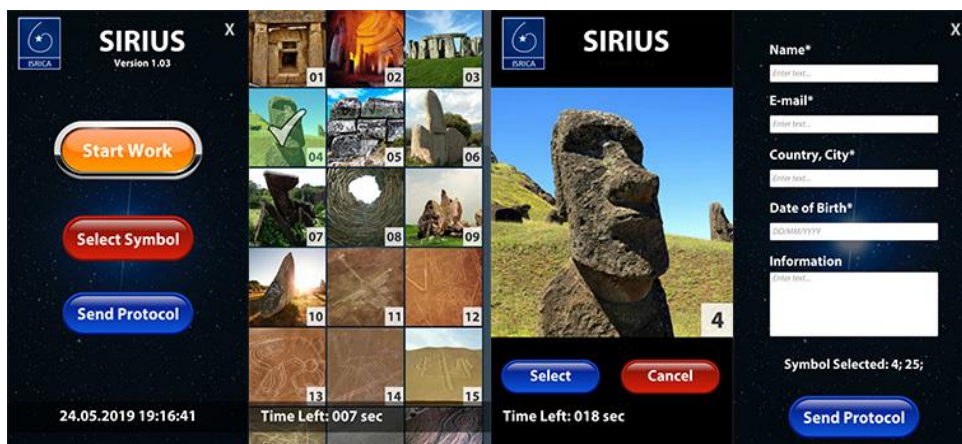 ISRICA
SIRIUS
X
Version 1.03
Start Work
Select Symbol
Send Protocol
24.05.2019 19:16:41
01
02
03
04
05
06
07
08
09
10
11
12
13
14
15
Time Left: 007 sec
ISRICA
SIRIUS
4
Select
Cancel
Time Left: 018 sec
X
Name*
Enter text...
E-mail*
Enter text...
Country, City*
Enter text...
Date of Birth*
DD/MM/YYYY
Information
Enter text...
Symbol Selected: 4; 25;
Send Protocol